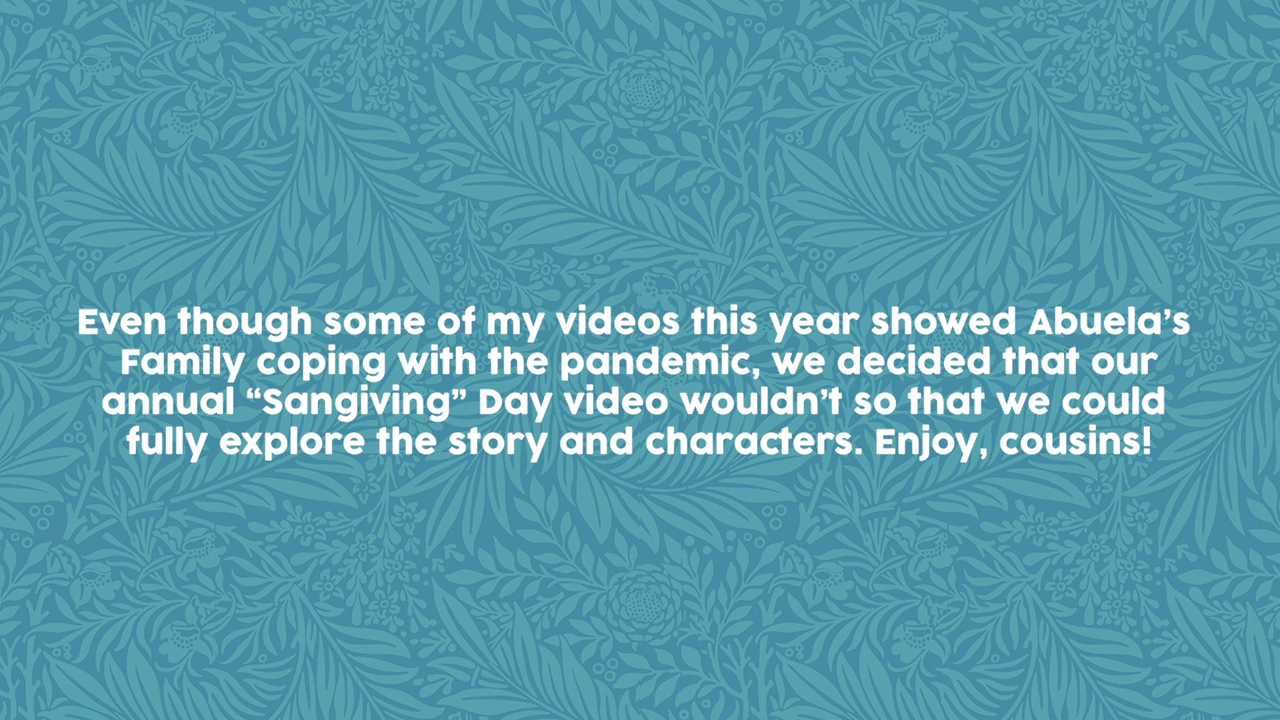 Even though some of my videos this year showed Abuela’s
Family coping with the pandemic, we decided that our
annual “Sangiving” Day video wouldn’t so that we could
fully explore the story and characters. Enjoy, cousins!